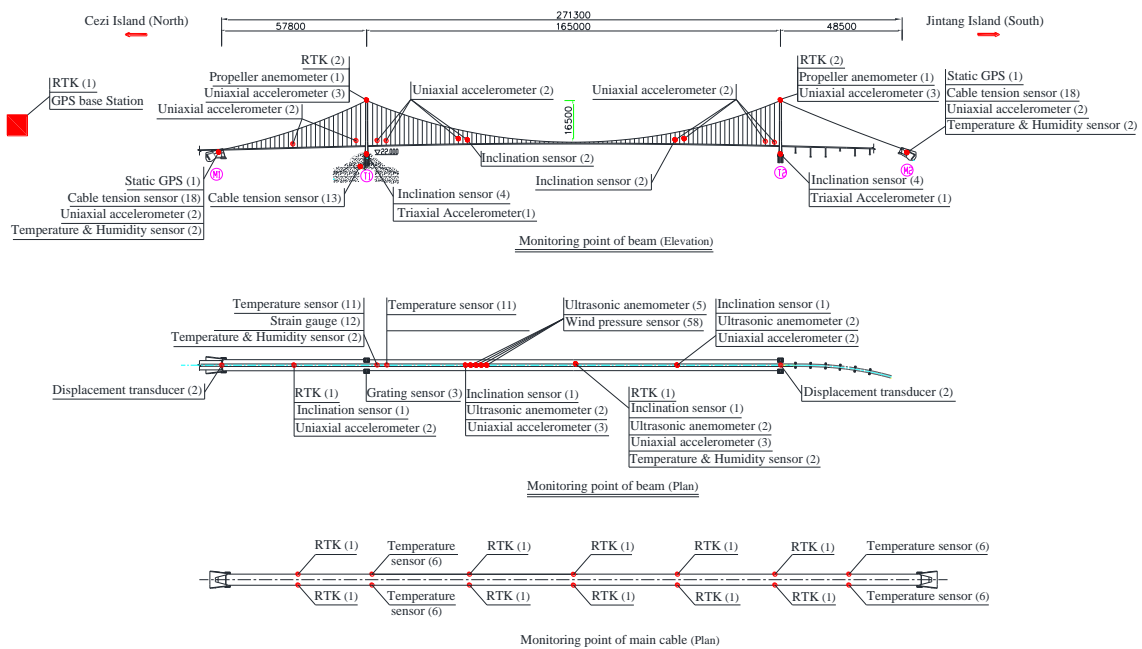 Cezi Island (North)
271300
Jintang Island (South)
57800
165000
48500
RTK (1)
GPS base Station
RTK (2)
Propeller anemometer (1)
Uniaxial accelerometer (3)
Uniaxial accelerometer (2)
Uniaxial accelerometer (2)
16500
Uniaxial accelerometer (2)
RTK (2)
Propeller anemometer (1)
Uniaxial accelerometer (3)
Static GPS (1)
Cable tension sensor (18)
Uniaxial accelerometer (2)
Temperature & Humidity sensor (2)
Inclination sensor (2)
Inclination sensor (2)
M1
T1
T2
M2
Static GPS (1)
Cable tension sensor (18)
Uniaxial accelerometer (2)
Temperature & Humidity sensor (2)
Cable tension sensor (13)
Inclination sensor (4)
Triaxial Accelerometer(1)
Inclination sensor (4)
Triaxial Accelerometer (1)
Monitoring point of beam (Elevation)
Temperature sensor (11)
Strain gauge (12)
Temperature & Humidity sensor (2)
Temperature sensor (11)
Ultrasonic anemometer (5)
Wind pressure sensor (58)
Inclination sensor (1)
Ultrasonic anemometer (2)
Uniaxial accelerometer (2)
Displacement transducer (2)
RTK (1)
Inclination sensor (1)
Uniaxial accelerometer (2)
Grating sensor (3)
Inclination sensor (1)
Ultrasonic anemometer (2)
Uniaxial accelerometer (3)
RTK (1)
Inclination sensor (1)
Ultrasonic anemometer (2)
Uniaxial accelerometer (3)
Temperature & Humidity sensor (2)
Displacement transducer (2)
Monitoring point of beam (Plan)
RTK (1)
Temperature
sensor (6)
RTK (1)
RTK (1)
RTK (1)
RTK (1)
Temperature sensor (6)
RTK (1)
Temperature
sensor (6)
RTK (1)
RTK (1)
RTK (1)
RTK (1)
Temperature sensor (6)
Monitoring point of main cable (Plan)